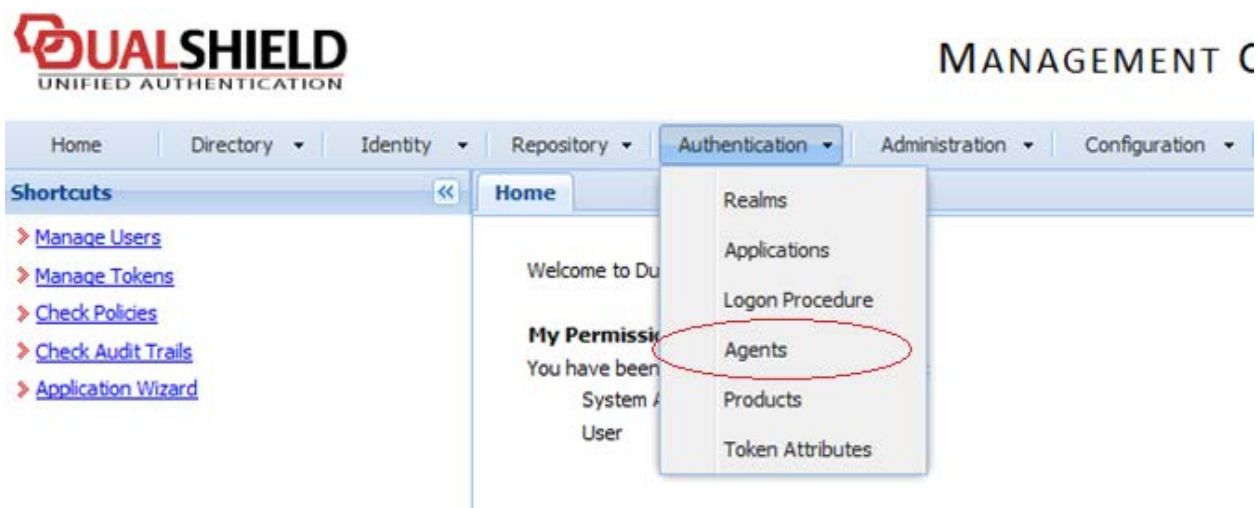 DUALSHIELD
UNIFIED AUTHENTICATION
MANAGEMENT
Home Directory Identity Repository Authentication Administration Configuration
Shortcuts
Manage Users
Manage Tokens
Check Policies
Check Audit Trails
Application Wizard
Home
Welcome to
My
You have been
System
User
Realms
Applications
Logon Procedure
Agents
Products
Token Attributes